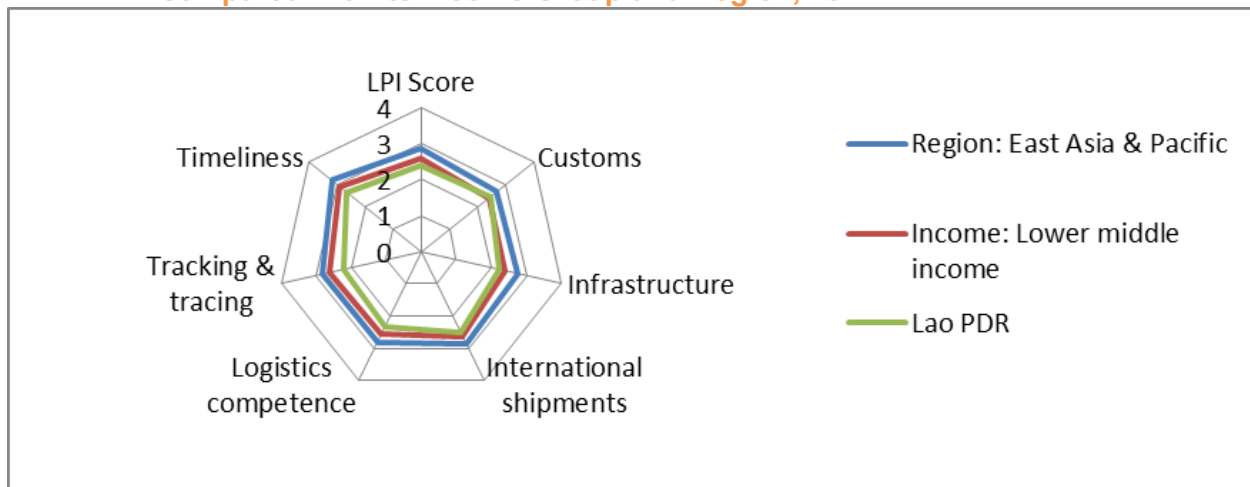 LPI Score
4
3
2
1
0
Customs
Infrastructure
International
shipments
Logistics
competence
Tracking &
tracing
Timeliness
Region: East Asia & Pacific
Income: Lower middle
income
Lao PDR